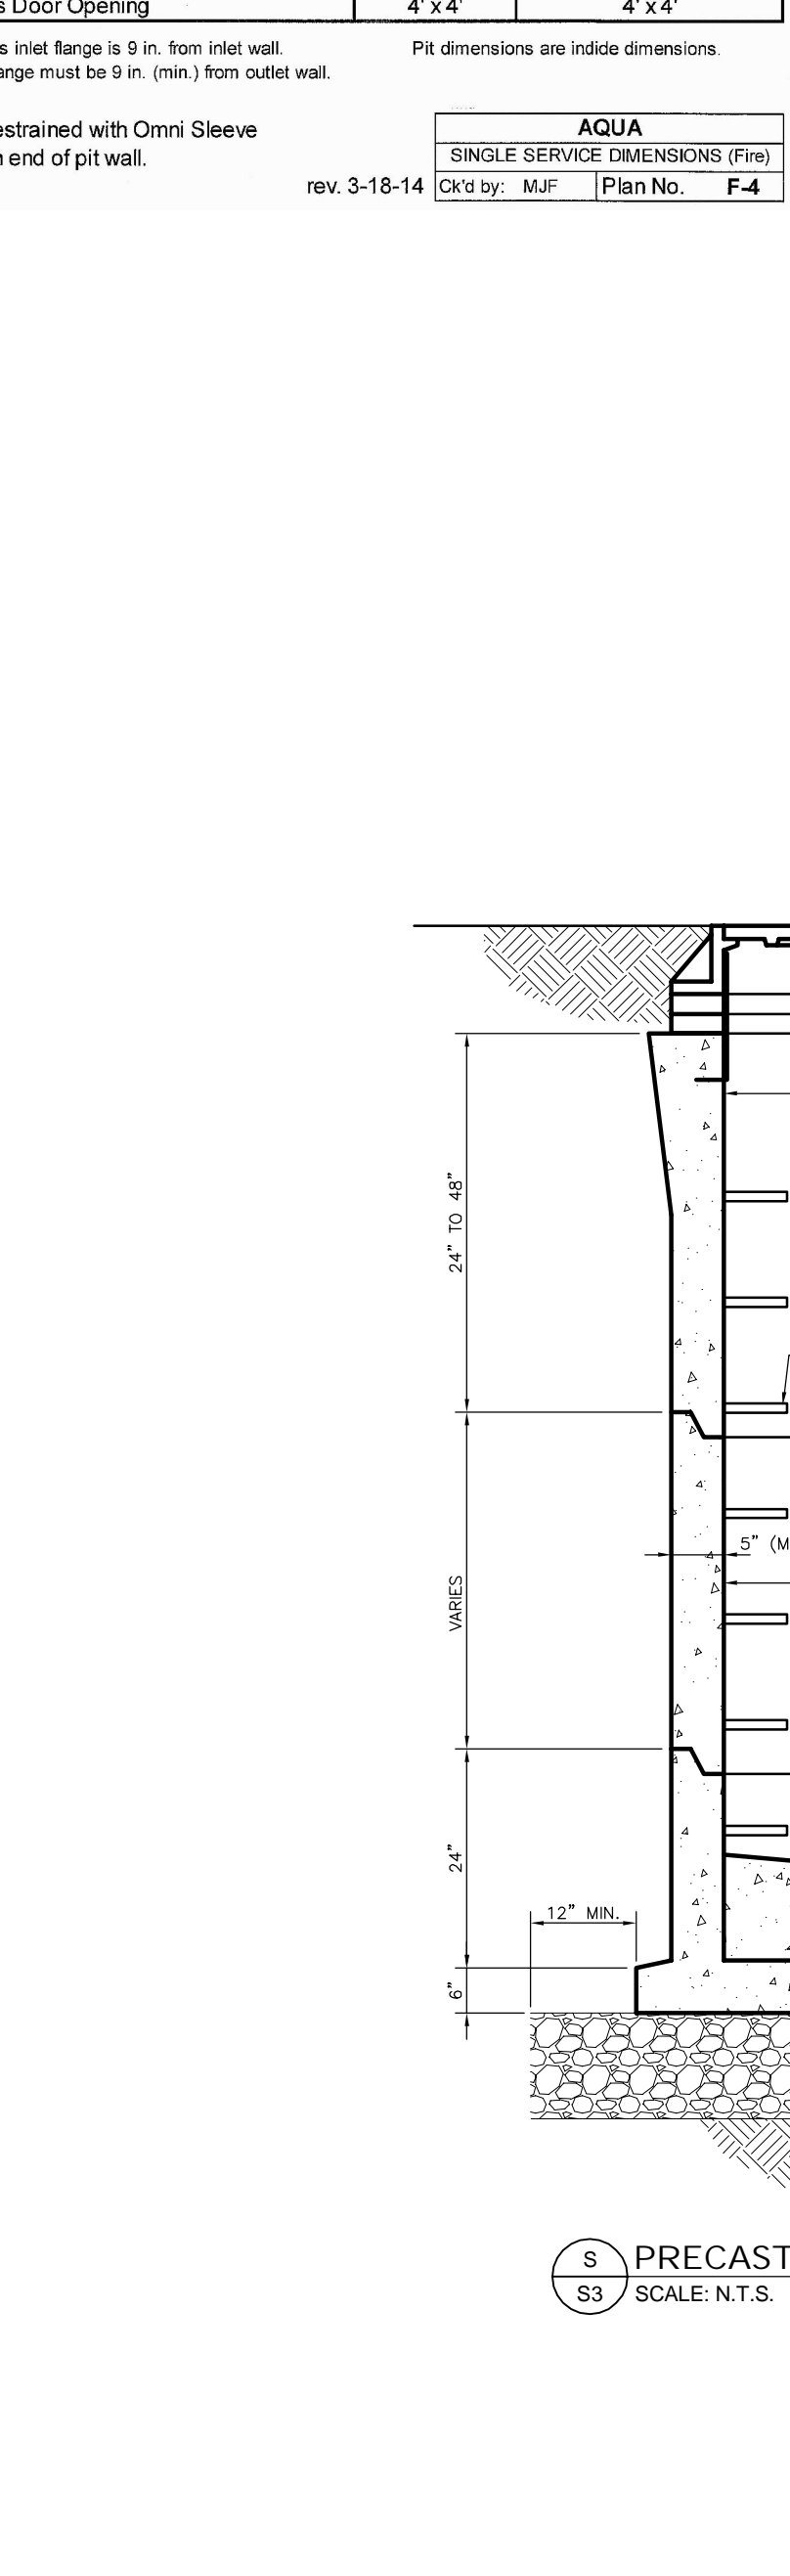 s Door Opening 4' x 4' 4' x 4'
s inlet flange is 9 in. from inlet wall. Pit dimensions are indide dimensions.
ange must be 9 in. (min.) from outlet wall.
estrained with Omni Sleeve
end of pit wall.
AQUA
SINGLE SERVICE DIMENSIONS (Fire)
rev. 3-18-14 Ck'd by: MJF Plan No. F-4
24" TO 48"
5" (M
VARIES
24"
12" MIN.
6"
S PRECAST
S3 SCALE: N.T.S.